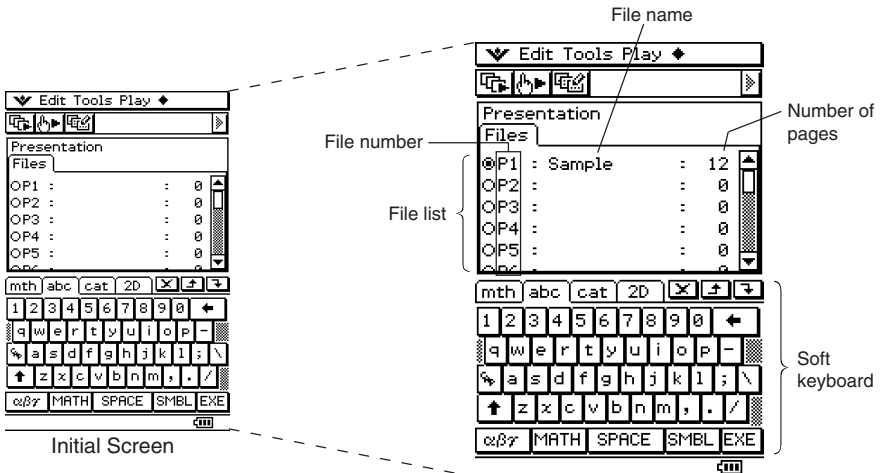 File name
Edit Tools Play ◆
Presentation
Files
P1 : Sample : 12
P2 : : 0
P3 : : 0
P4 : : 0
P5 : : 0
P6
File number
File list
Number of pages
mth abc cat 2D
1 2 3 4 5 6 7 8 9 0 ←
q w e r t y u i o p -
a s d f g h j k l ; \
z x c v b n m , . /
αβγ MATH SPACE SMBL EXE
Soft keyboard
Edit Tools Play ◆
Presentation
Files
P1 : : 0
P2 : : 0
P3 : : 0
P4 : : 0
P5 : : 0
P6 : : 0
mth abc cat 2D
1 2 3 4 5 6 7 8 9 0 ←
q w e r t y u i o p -
a s d f g h j k l ; \
z x c v b n m , . /
αβγ MATH SPACE SMBL EXE
Initial Screen